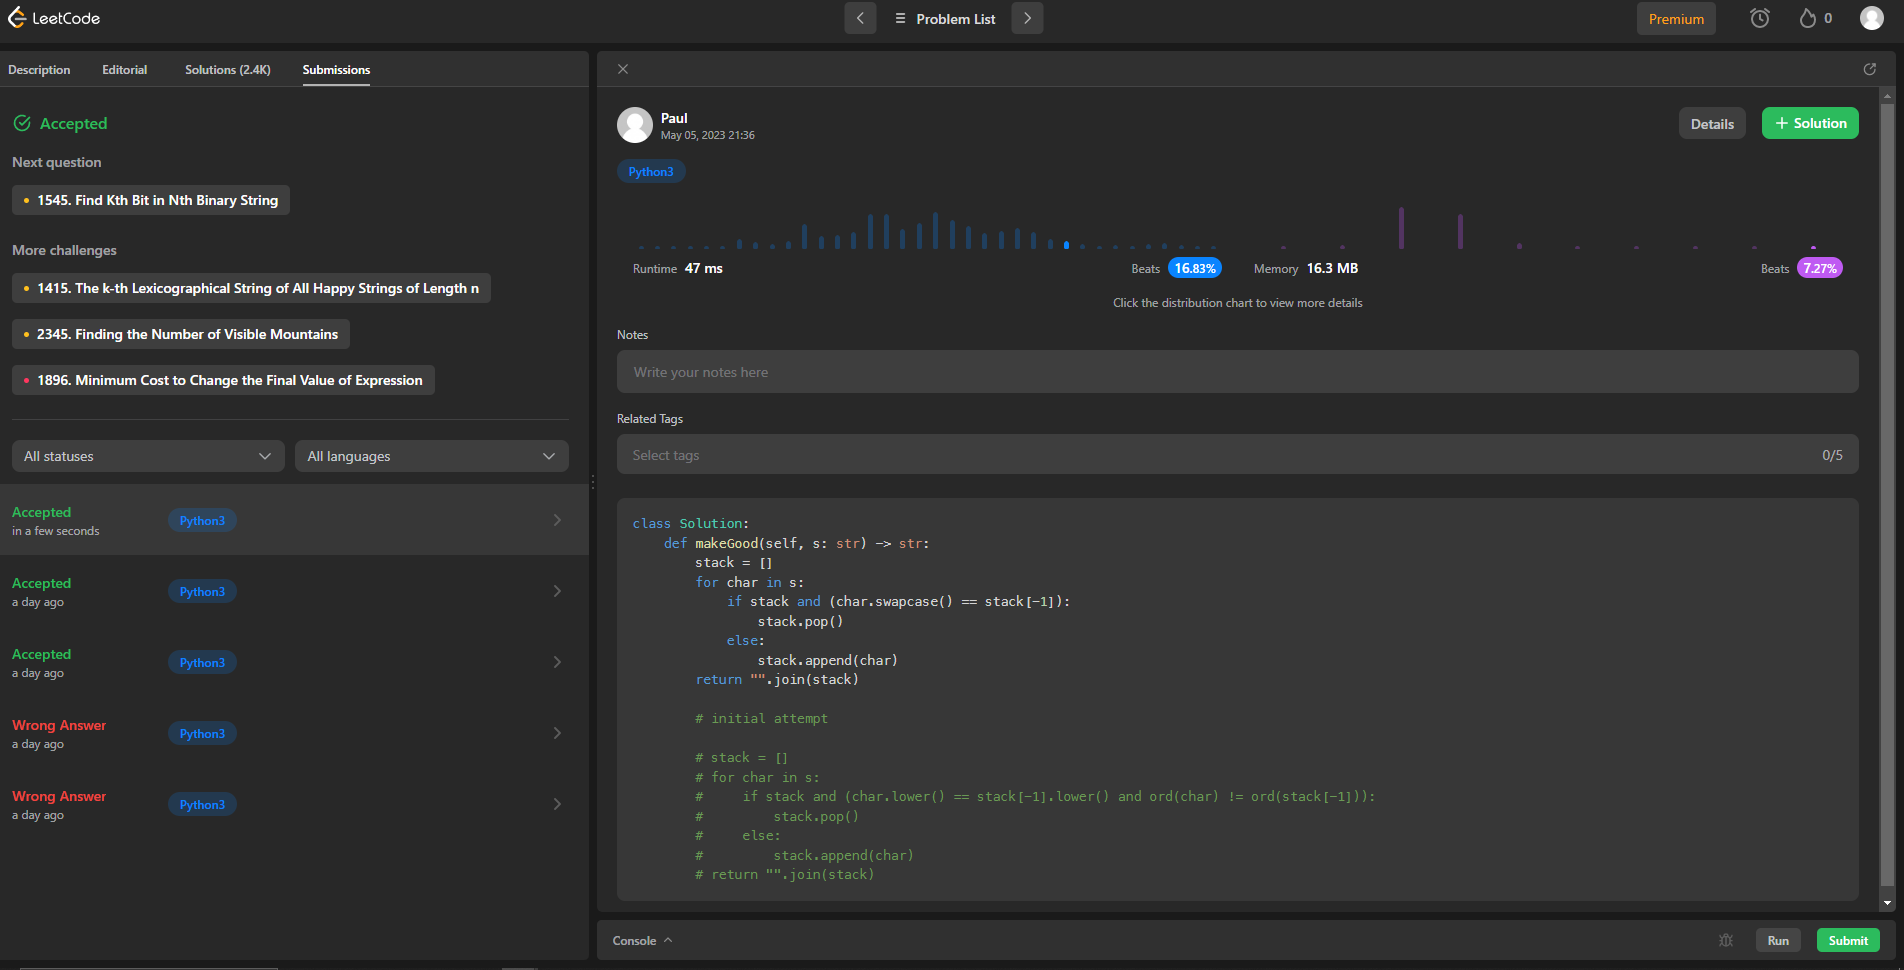 LeetCode
Problem List
Premium
0
Description Editorial Solutions (2.4K) Submissions
Accepted
Next question
1545. Find Kth Bit in Nth Binary String
More challenges
1415. The k-th Lexicographical String of All Happy Strings of Length n
2345. Finding the Number of Visible Mountains
1896. Minimum Cost to Change the Final Value of Expression
All statuses All languages
Accepted
in a few seconds
Python3
Accepted
a day ago
Python3
Accepted
a day ago
Python3
Wrong Answer
a day ago
Python3
Wrong Answer
a day ago
Python3
Paul
May 05, 2023 21:36
Details
+ Solution
Python3
Runtime 47 ms Beats 16.83% Memory 16.3 MB Beats 7.27%
Click the distribution chart to view more details
Notes
Write your notes here
Related Tags
Select tags 0/5
class Solution:
    def makeGood(self, s: str) -> str:
        stack = []
        for char in s:
            if stack and (char.swapcase() == stack[-1]):
                stack.pop()
            else:
                stack.append(char)
        return "".join(stack)
        # initial attempt
        # stack = []
        # for char in s:
        #     if stack and (char.lower() == stack[-1].lower() and ord(char) != ord(stack[-1])):
        #         stack.pop()
        #     else:
        #         stack.append(char)
        # return "".join(stack)
Console Run Submit